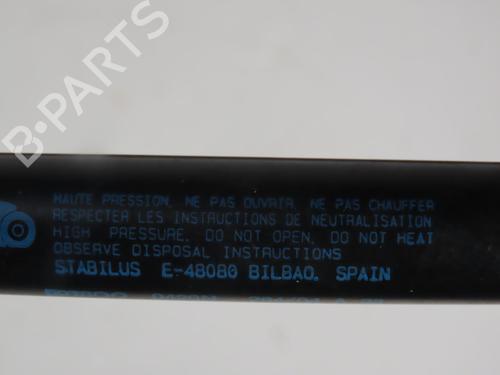 B-PARTS
HAUTE PRESSION. NE PAS OUVRIR. NE PAS CHAUFFER
RESPECTER LES INSTRUCTIONS DE NEUTRALISATION
HIGH PRESSURE. DO NOT OPEN. DO NOT HEAT
OBSERVE DISPOSAL INSTRUCTIONS
STABILUS E-48080 BILBAO. SPAIN